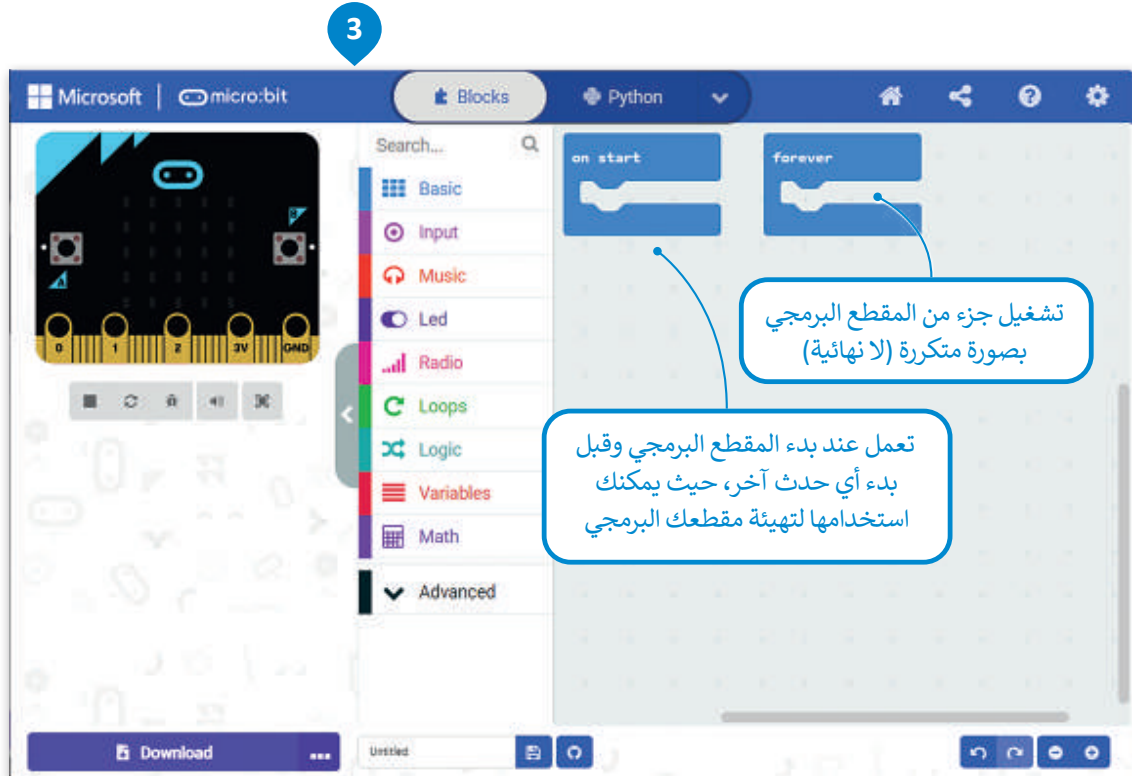 3
Microsoft | micro:bit
Blocks
Python
Search...
Basic
Input
Music
Led
Radio
Loops
Logic
Variables
Math
Advanced
on start
forever
تشغيل جزء من المقطع البرمجي
بصورة متكررة (لا نهائية)
تعمل عند بدء المقطع البرمجي وقبل
بدء أي حدث آخر، حيث يمكنك
استخدامها لتهيئة مقطعك البرمجي
B
A
0 1 2 3V GND
Download
Untitled